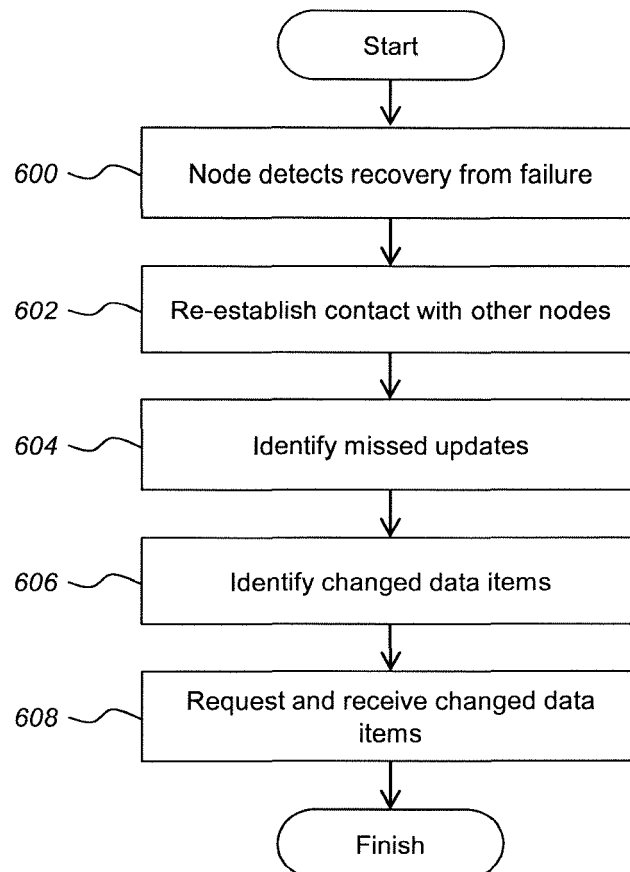 Start
600
Node detects recovery from failure
602
Re-establish contact with other nodes
604
Identify missed updates
606
Identify changed data items
608
Request and receive changed data
items
Finish